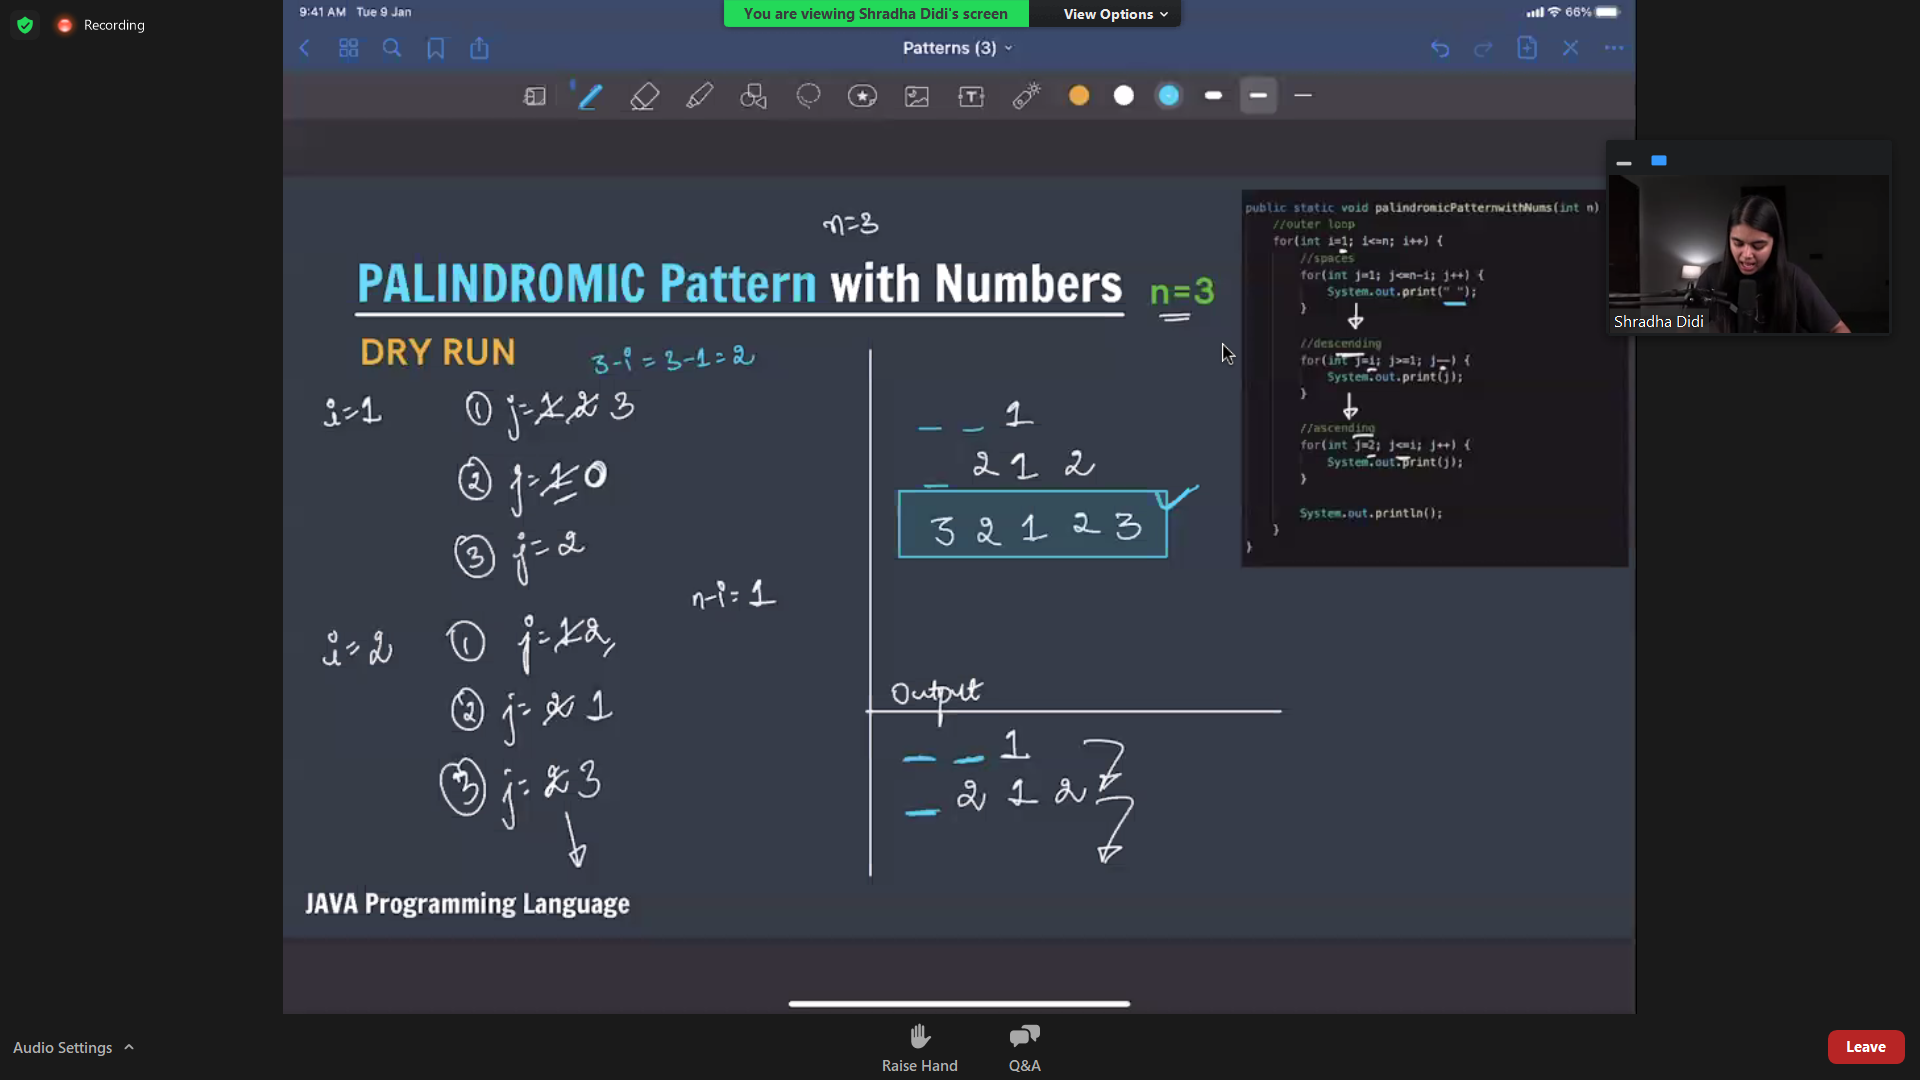 9:41 AM Tue 9 Jan
You are viewing Shradha Didi's screen
View Options
66%
Recording
Patterns (3)
n=3
PALINDROMIC Pattern with Numbers n=3
DRY RUN
3-i = 3-1 = 2
i=1
① j=1 2 3
② j=1 0
③ j=2
n-i=1
i=2
① j=1 2,
② j=2 1
③ j=2 3
1
2 1 2
3 2 1 2 3
Output
1
2 1 2
JAVA Programming Language
public static void palindromicPatternwithNums(int n)
//outer loop
for(int i=1; i<=n; i++) {
//spaces
for(int j=1; j<=n-i; j++) {
System.out.print(" ");
}
//descending
for(int j=i; j>=1; j--) {
System.out.print(j);
}
//ascending
for(int j=2; j<=i; j++) {
System.out.print(j);
}
System.out.println();
}
}
Shradha Didi
Audio Settings
Raise Hand
Q&A
Leave